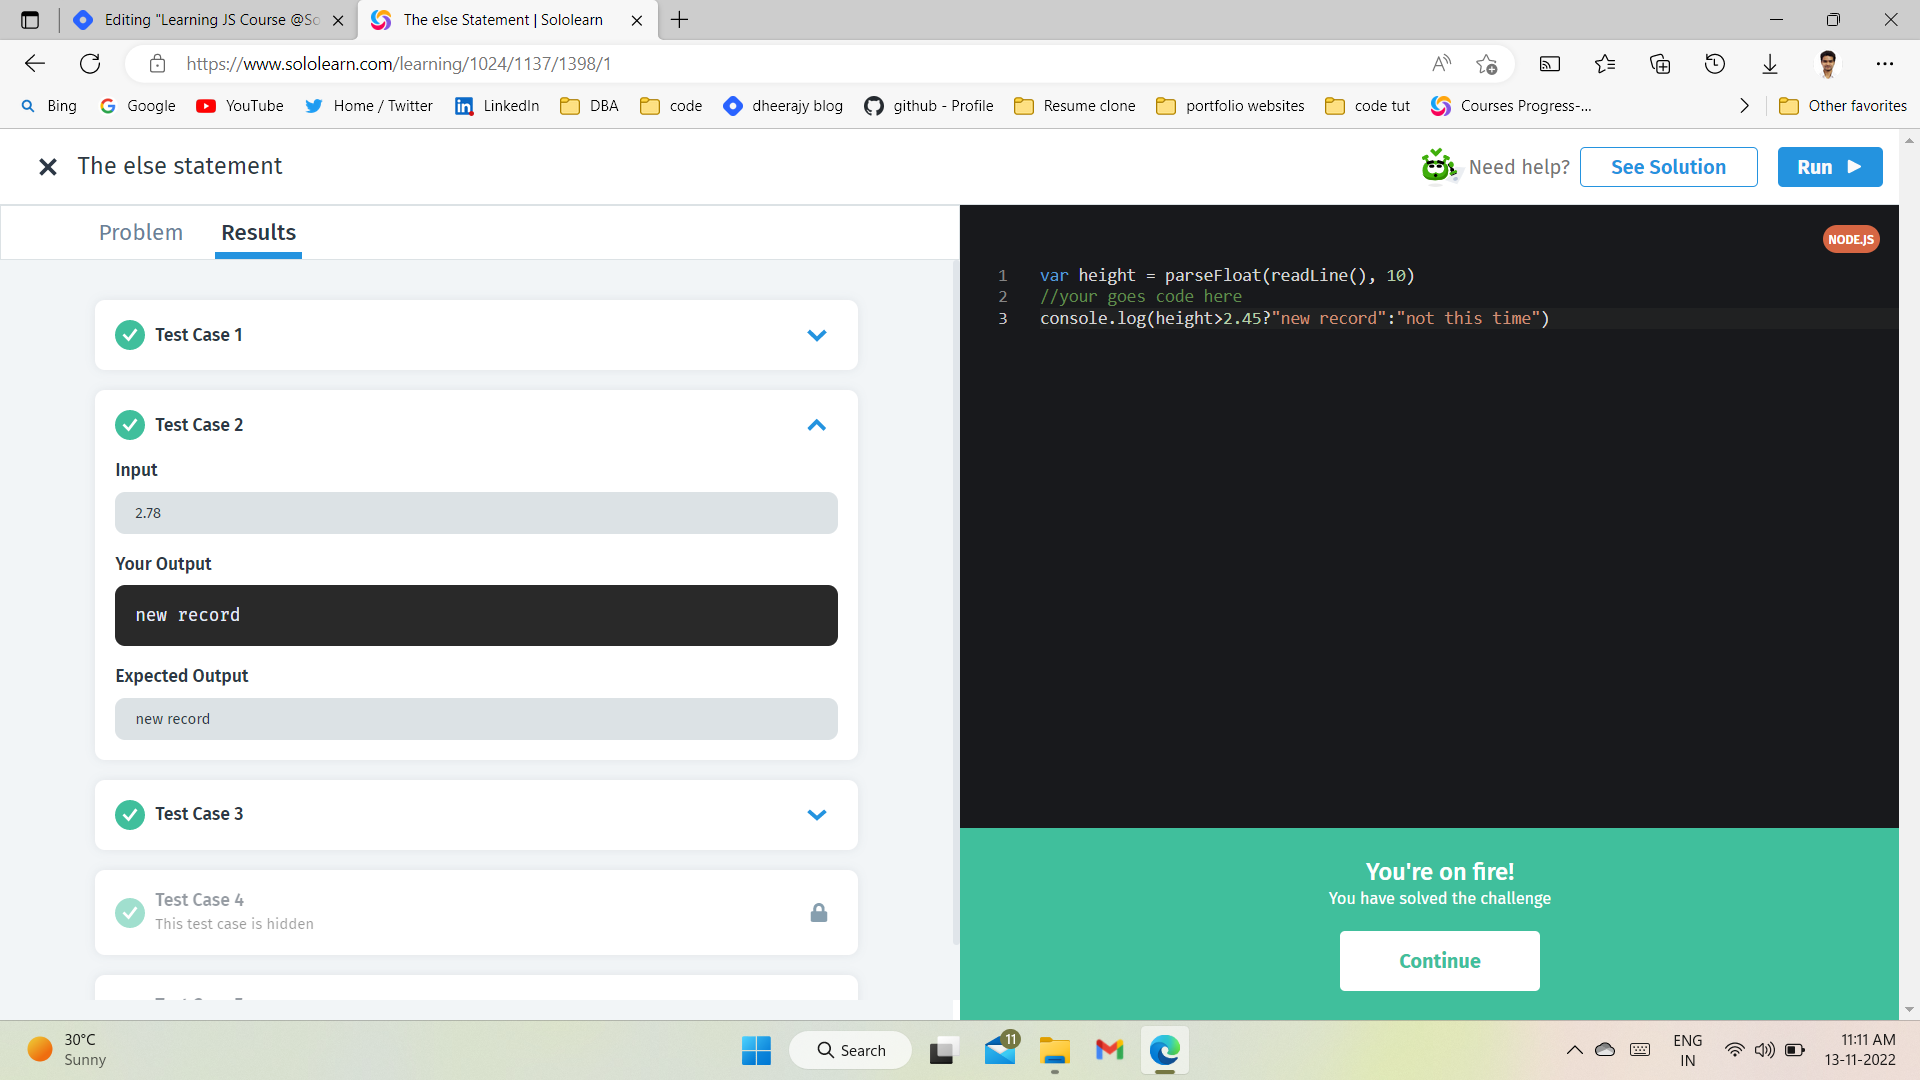 Editing "Learning JS Course @So
The else Statement | Sololearn
https://www.sololearn.com/learning/1024/1137/1398/1
Bing
Google
YouTube
Home / Twitter
LinkedIn
DBA
code
dheerajy blog
github - Profile
Resume clone
portfolio websites
code tut
Courses Progress-...
Other favorites
The else statement
Need help?
See Solution
Run
Problem
Results
Test Case 1
Test Case 2
Input
2.78
Your Output
new record
Expected Output
new record
Test Case 3
Test Case 4
This test case is hidden
NODE.JS
1 var height = parseFloat(readLine(), 10)
2 //your goes code here
3 console.log(height>2.45?"new record":"not this time")
You're on fire!
You have solved the challenge
Continue
30°C
Sunny
Search
11
ENG
IN
11:11 AM
13-11-2022